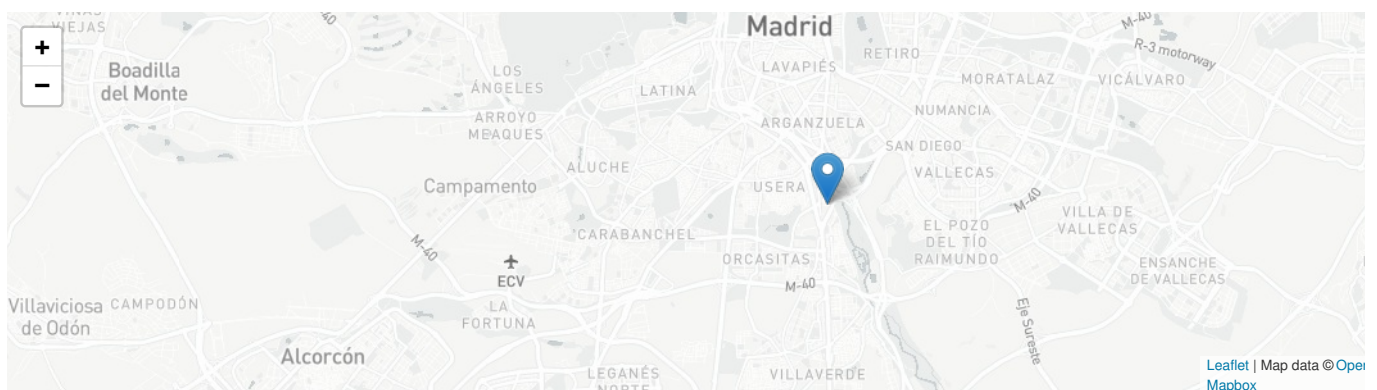 VIEJAS
M-40
Madrid
M-40
R-3 motorway
+
−
Boadilla
del Monte
LOS
ÁNGELES
LATINA
LAVAPIÉS
RETIRO
MORATALAZ
VICÁLVARO
ARROYO
MEAQUES
ARGANZUELA
NUMANCIA
SAN DIEGO
ALUCHE
Campamento
USERA
VALLECAS
M-40
VILLA DE
VALLECAS
M-40
CARABANCHEL
EL POZO
DEL TÍO
RAIMUNDO
ECV
ORCASITAS
M-40
ENSANCHE
DE VALLECAS
Villaviciosa
de Odón
CAMPODÓN
LA
FORTUNA
Eje Sureste
Alcorcón
LEGANÉS
NORTE
VILLAVERDE
Leaflet | Map data © Oper
Mapbox